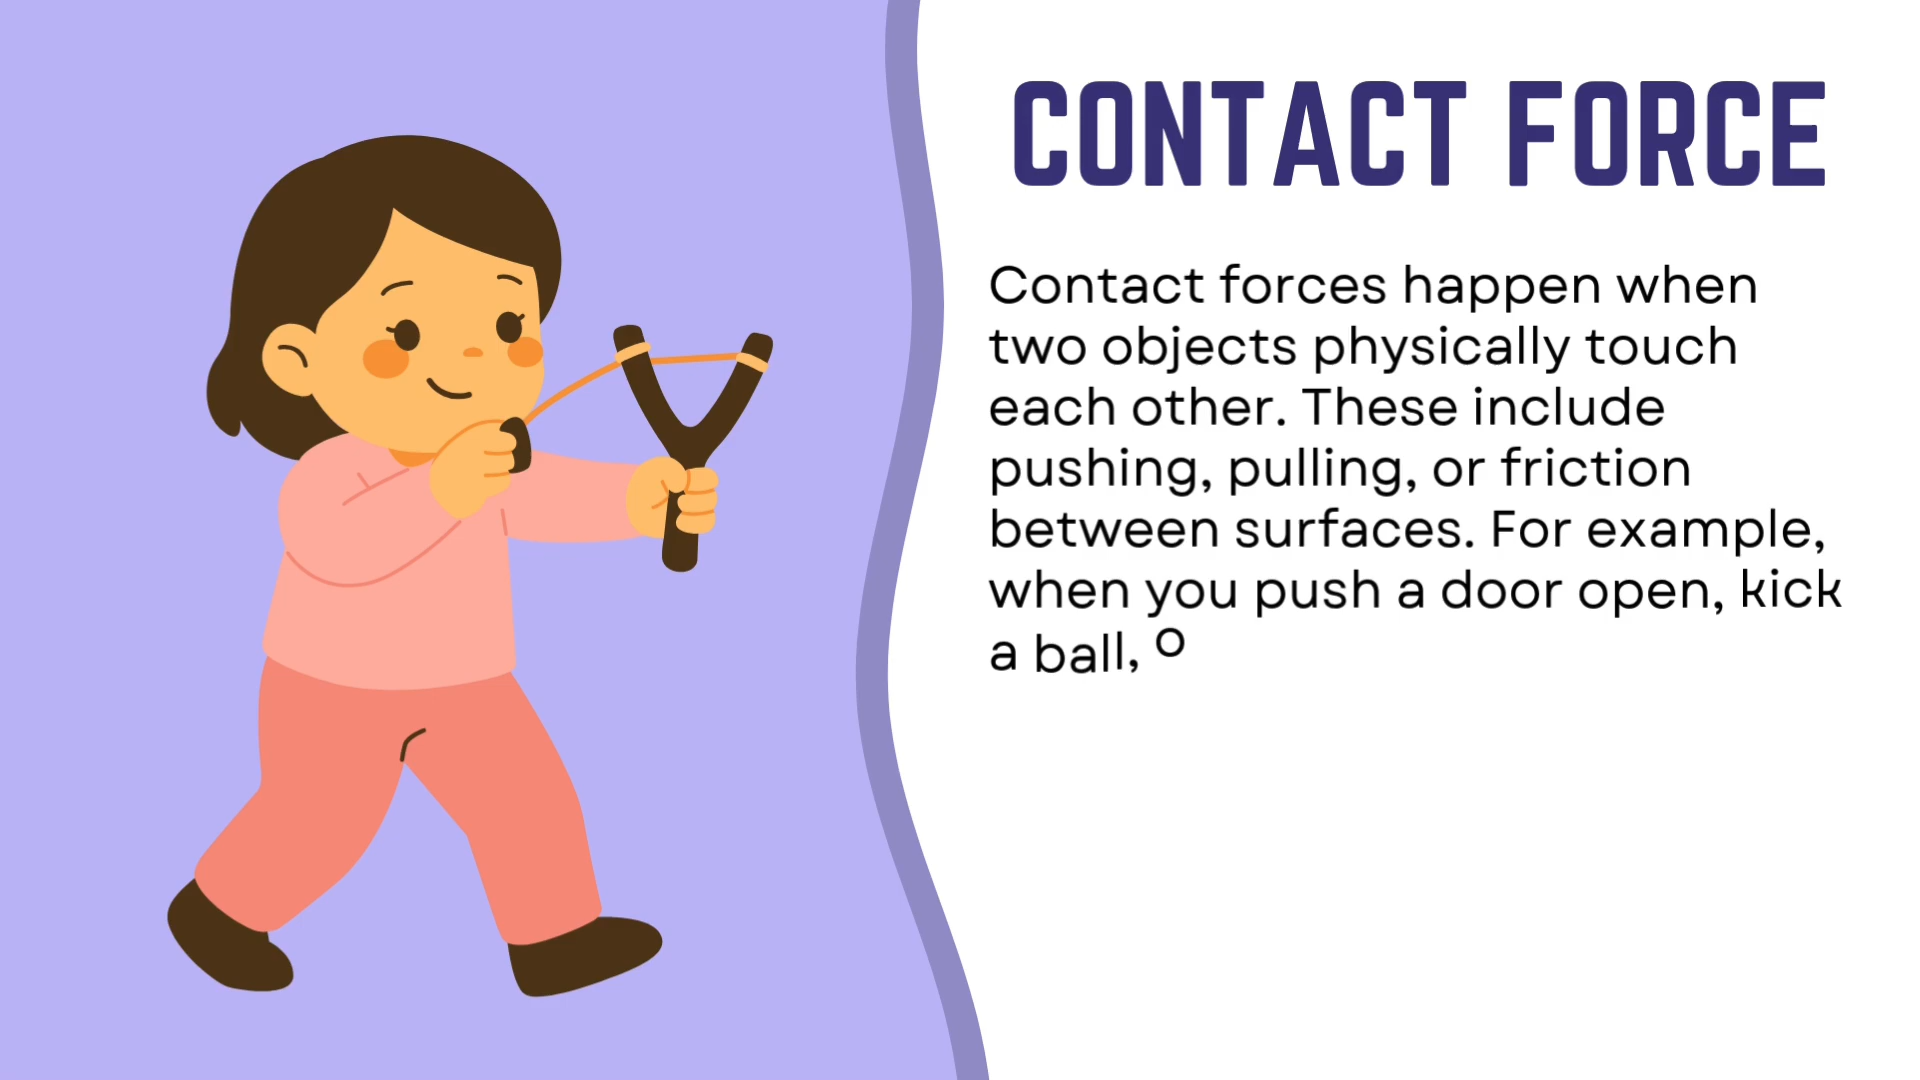 CONTACT FORCE
Contact forces happen when
two objects physically touch
each other. These include
pushing, pulling, or friction
between surfaces. For example,
when you push a door open, kick
a ball, o